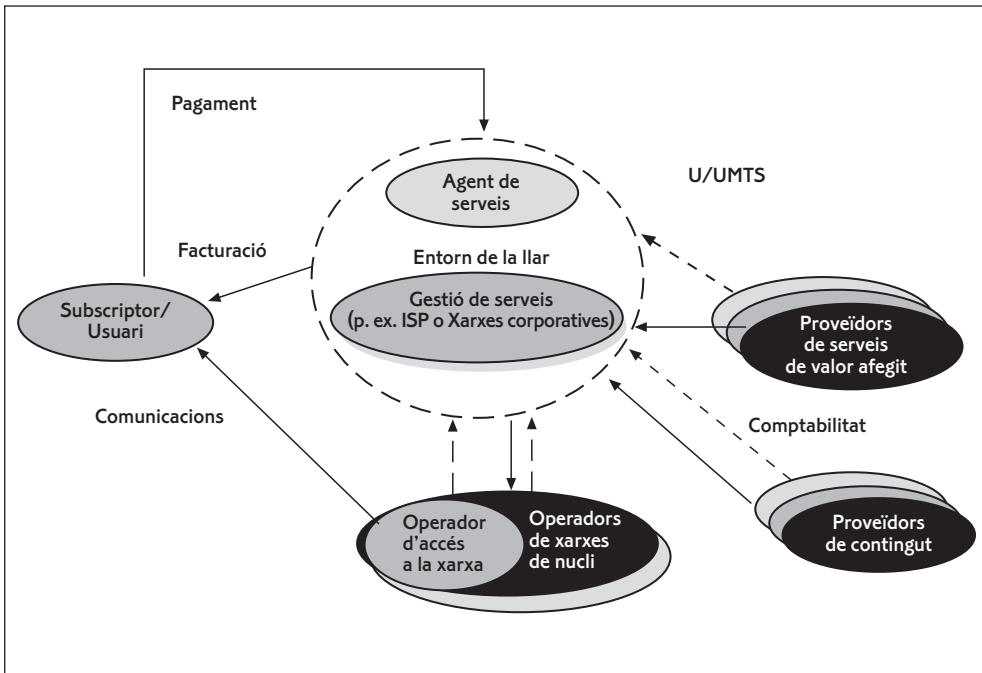 Pagament
Agent de
serveis
U/UMTS
Facturació
Entorn de la llar
Gestió de serveis
(p. ex. ISP o Xarxes corporatives)
Subscriptor/
Usuari
Proveïdors
de serveis
de valor afegit
Comunicacions
Comptabilitat
Operador
d’accés
a la xarxa
Operadors
de xarxes
de nucli
Proveïdors
de contingut